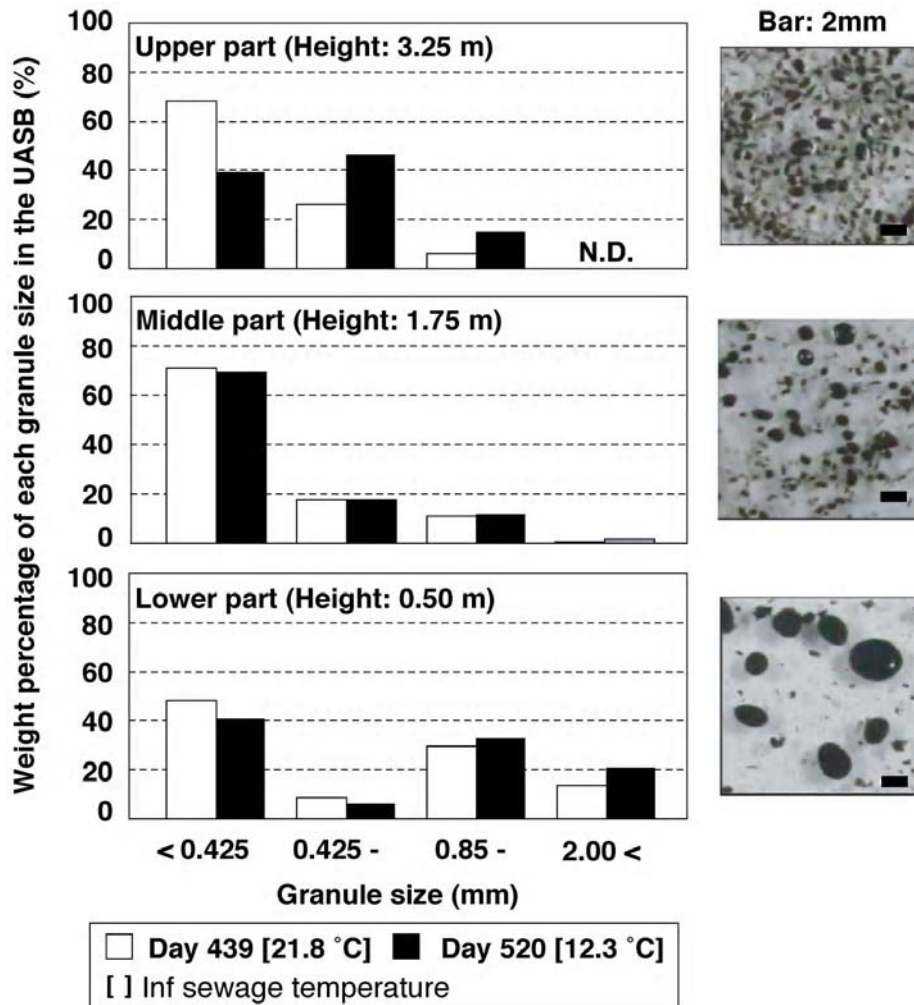 Weight percentage of each granule size in the UASB (%)
Upper part (Height: 3.25 m)
100
80
60
40
20
0
N.D.
Bar: 2mm
Middle part (Height: 1.75 m)
100
80
60
40
20
0
Lower part (Height: 0.50 m)
100
80
60
40
20
0
< 0.425 0.425 - 0.85 - 2.00 <
Granule size (mm)
Day 439 [21.8 °C] Day 520 [12.3 °C]
[ ] Inf sewage temperature